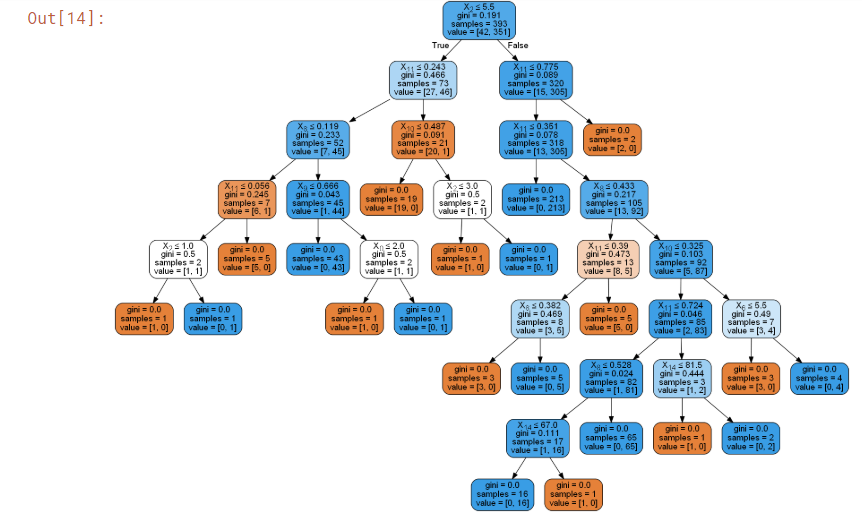 Out[14]:
X2 ≤ 5.5
gini = 0.191
samples = 393
value = [42, 351]
True
False
X11 ≤ 0.243
gini = 0.466
samples = 73
value = [27, 46]
X11 ≤ 0.775
gini = 0.089
samples = 320
value = [15, 305]
X8 ≤ 0.119
gini = 0.233
samples = 52
value = [7, 45]
X10 ≤ 0.487
gini = 0.091
samples = 21
value = [20, 1]
X11 ≤ 0.351
gini = 0.078
samples = 318
value = [13, 305]
gini = 0.0
samples = 2
value = [2, 0]
≤ 0.056
gini = 0.245
samples = 7
value = [6, 1]
X9 ≤ 0.666
gini = 0.043
samples = 45
value = [1, 44]
gini = 0.0
samples = 19
value = [19, 0]
≤ 3.0
gini = 0.5
samples = 2
value = [1, 1]
gini = 0.0
samples = 213
value = [0, 213]
≤ 0.433
gini = 0.217
samples = 105
value = [13, 92]
≤ 1.0
gini = 0.5
samples = 2
value = [1, 1]
gini = 0.0
samples = 5
value = [5, 0]
gini = 0.0
samples = 43
value = [0, 43]
≤ 2.0
gini = 0.5
samples = 2
value = [1, 1]
gini = 0.0
samples = 1
value = [1, 0]
gini = 0.0
samples = 1
value = [0, 1]
X11 ≤ 0.39
gini = 0.473
samples = 13
value = [8, 5]
X10 ≤ 0.325
gini = 0.103
samples = 92
value = [5, 87]
gini = 0.0
samples = 1
value = [1, 0]
gini = 0.0
samples = 1
value = [0, 1]
gini = 0.0
samples = 1
value = [1, 0]
gini = 0.0
samples = 1
value = [0, 1]
≤ 0.382
gini = 0.469
samples = 8
value = [3, 5]
gini = 0.0
samples = 5
value = [5, 0]
X11 ≤ 0.724
gini = 0.046
samples = 85
value = [2, 83]
≤ 5.5
gini = 0.49
samples = 7
value = [3, 4]
gini = 0.0
samples = 3
value = [3, 0]
gini = 0.0
samples = 5
value = [0, 5]
≤ 0.528
gini = 0.024
samples = 82
value = [1, 81]
X14 ≤ 81.5
gini = 0.444
samples = 3
value = [1, 2]
gini = 0.0
samples = 3
value = [3, 0]
gini = 0.0
samples = 4
value = [0, 4]
X14 ≤ 67.0
gini = 0.111
samples = 17
value = [1, 16]
gini = 0.0
samples = 65
value = [0, 65]
gini = 0.0
samples = 1
value = [1, 0]
gini = 0.0
samples = 2
value = [0, 2]
gini = 0.0
samples = 16
value = [0, 16]
gini = 0.0
samples = 1
value = [1, 0]